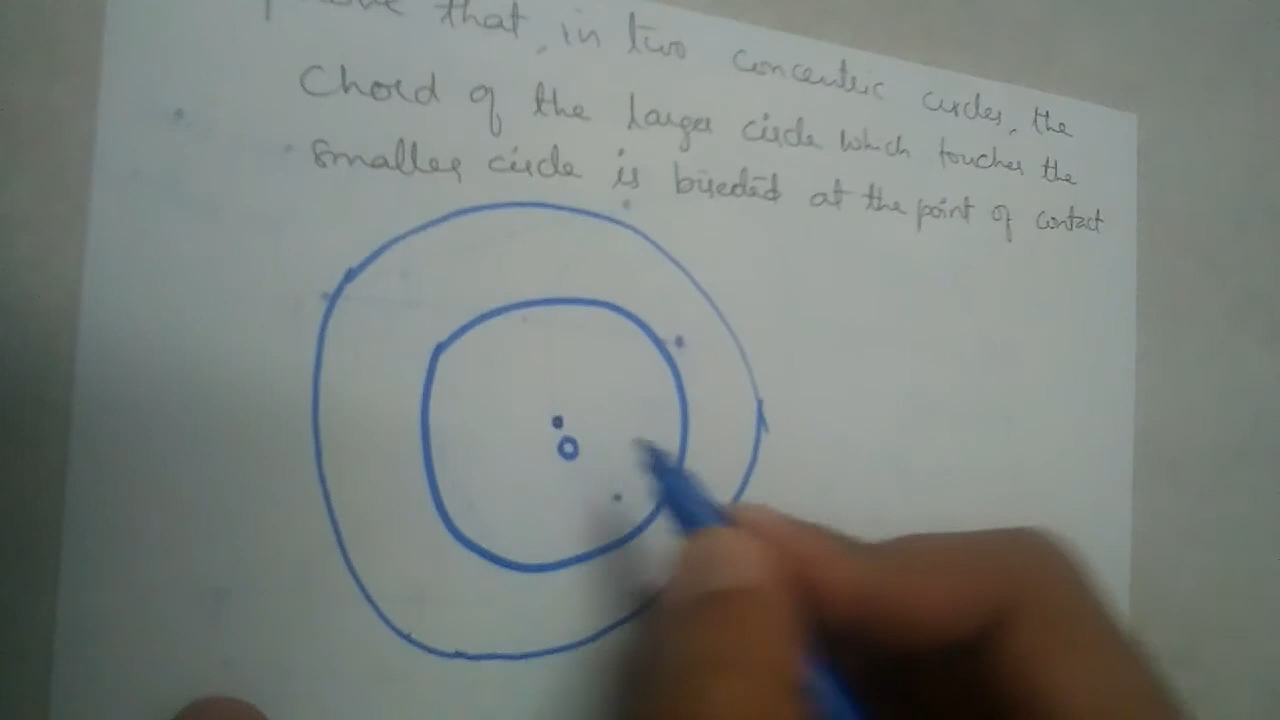 that, in two concentric circles, the
Chord of the larger circle which touches the
smaller circle is bisected at the point of contact
O